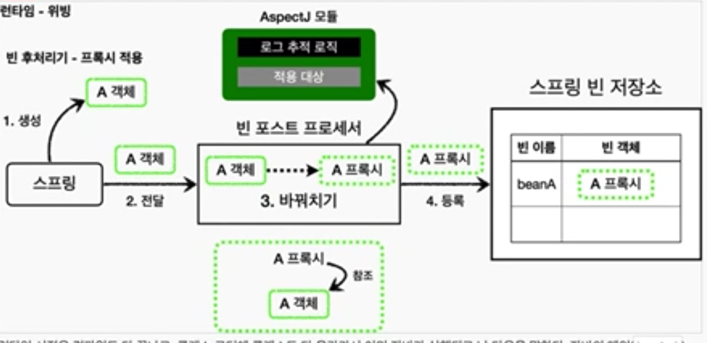 런타임 - 위빙
AspectJ 모듈
로그 추적 로직
적용 대상
빈 후처리기 - 프록시 적용
A 객체
1. 생성
스프링
A 객체
2. 전달
빈 포스트 프로세서
A 객체
A 프록시
3. 바꿔치기
A 프록시
4. 등록
스프링 빈 저장소
빈 이름
빈 객체
beanA
A 프록시
A 프록시
참조
A 객체